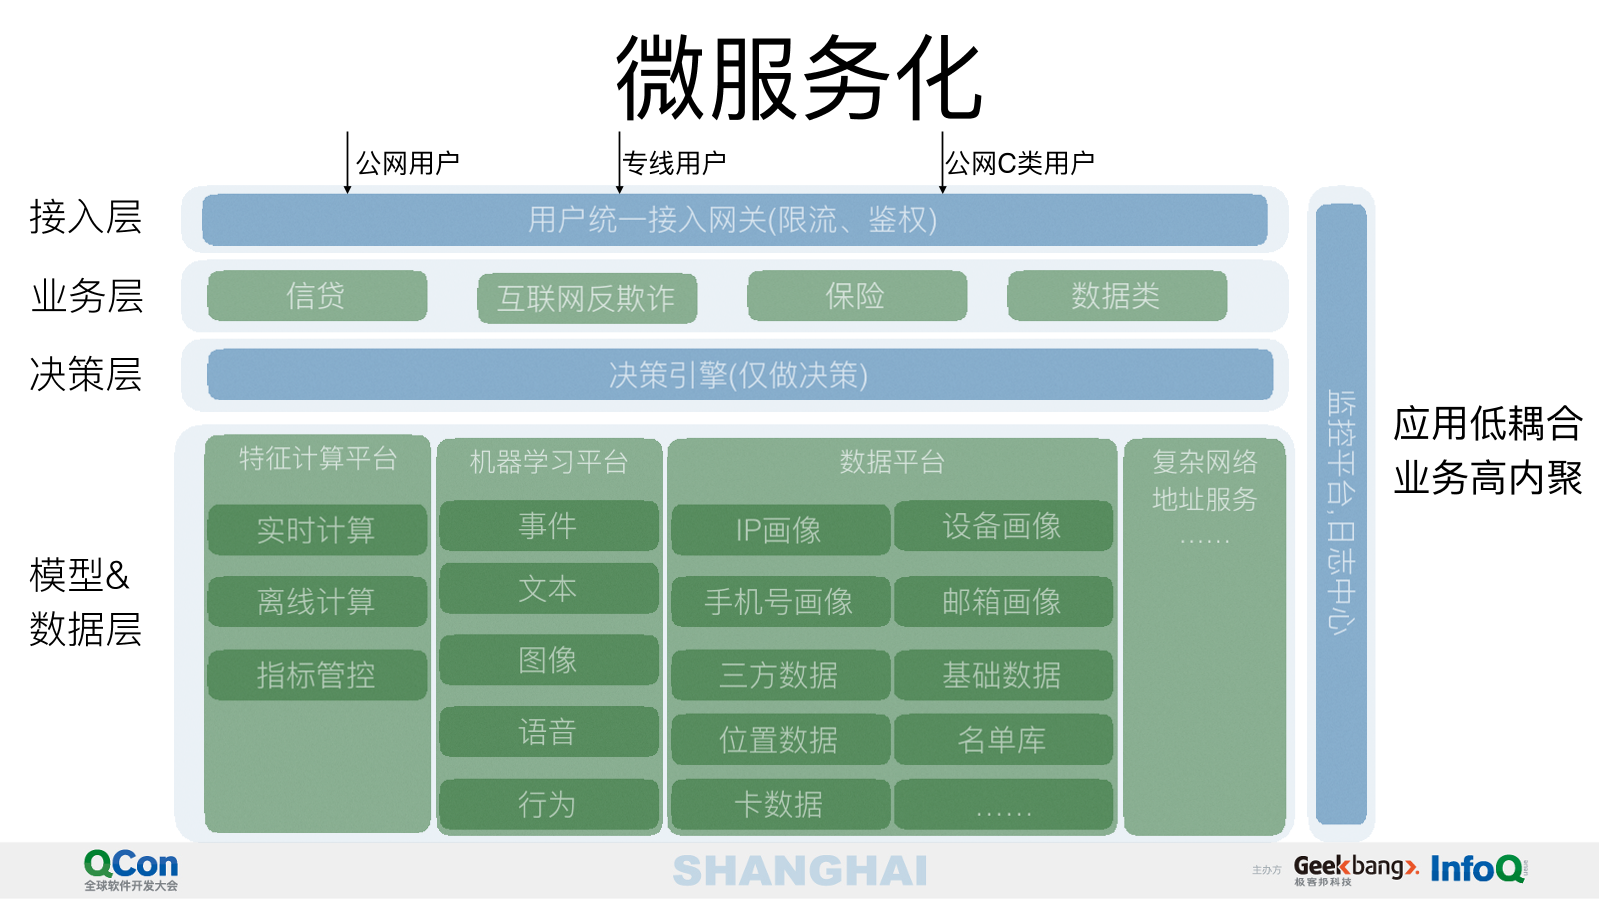 微服务化
公网用户
专线用户
公网C类用户
接入层
用户统一接入网关(限流、鉴权)
业务层
信贷
互联网反欺诈
保险
数据类
决策层
决策引擎(仅做决策)
模型&
数据层
特征计算平台
实时计算
离线计算
指标管控
机器学习平台
事件
文本
图像
语音
行为
数据平台
IP画像
设备画像
手机号画像
邮箱画像
三方数据
基础数据
位置数据
名单库
卡数据
……
复杂网络
地址服务
……
监控平台,日志中心
应用低耦合
业务高内聚
QCon
全球软件开发大会
SHANGHAI
主办方
Geekbang>.
极客邦科技
InfoQ